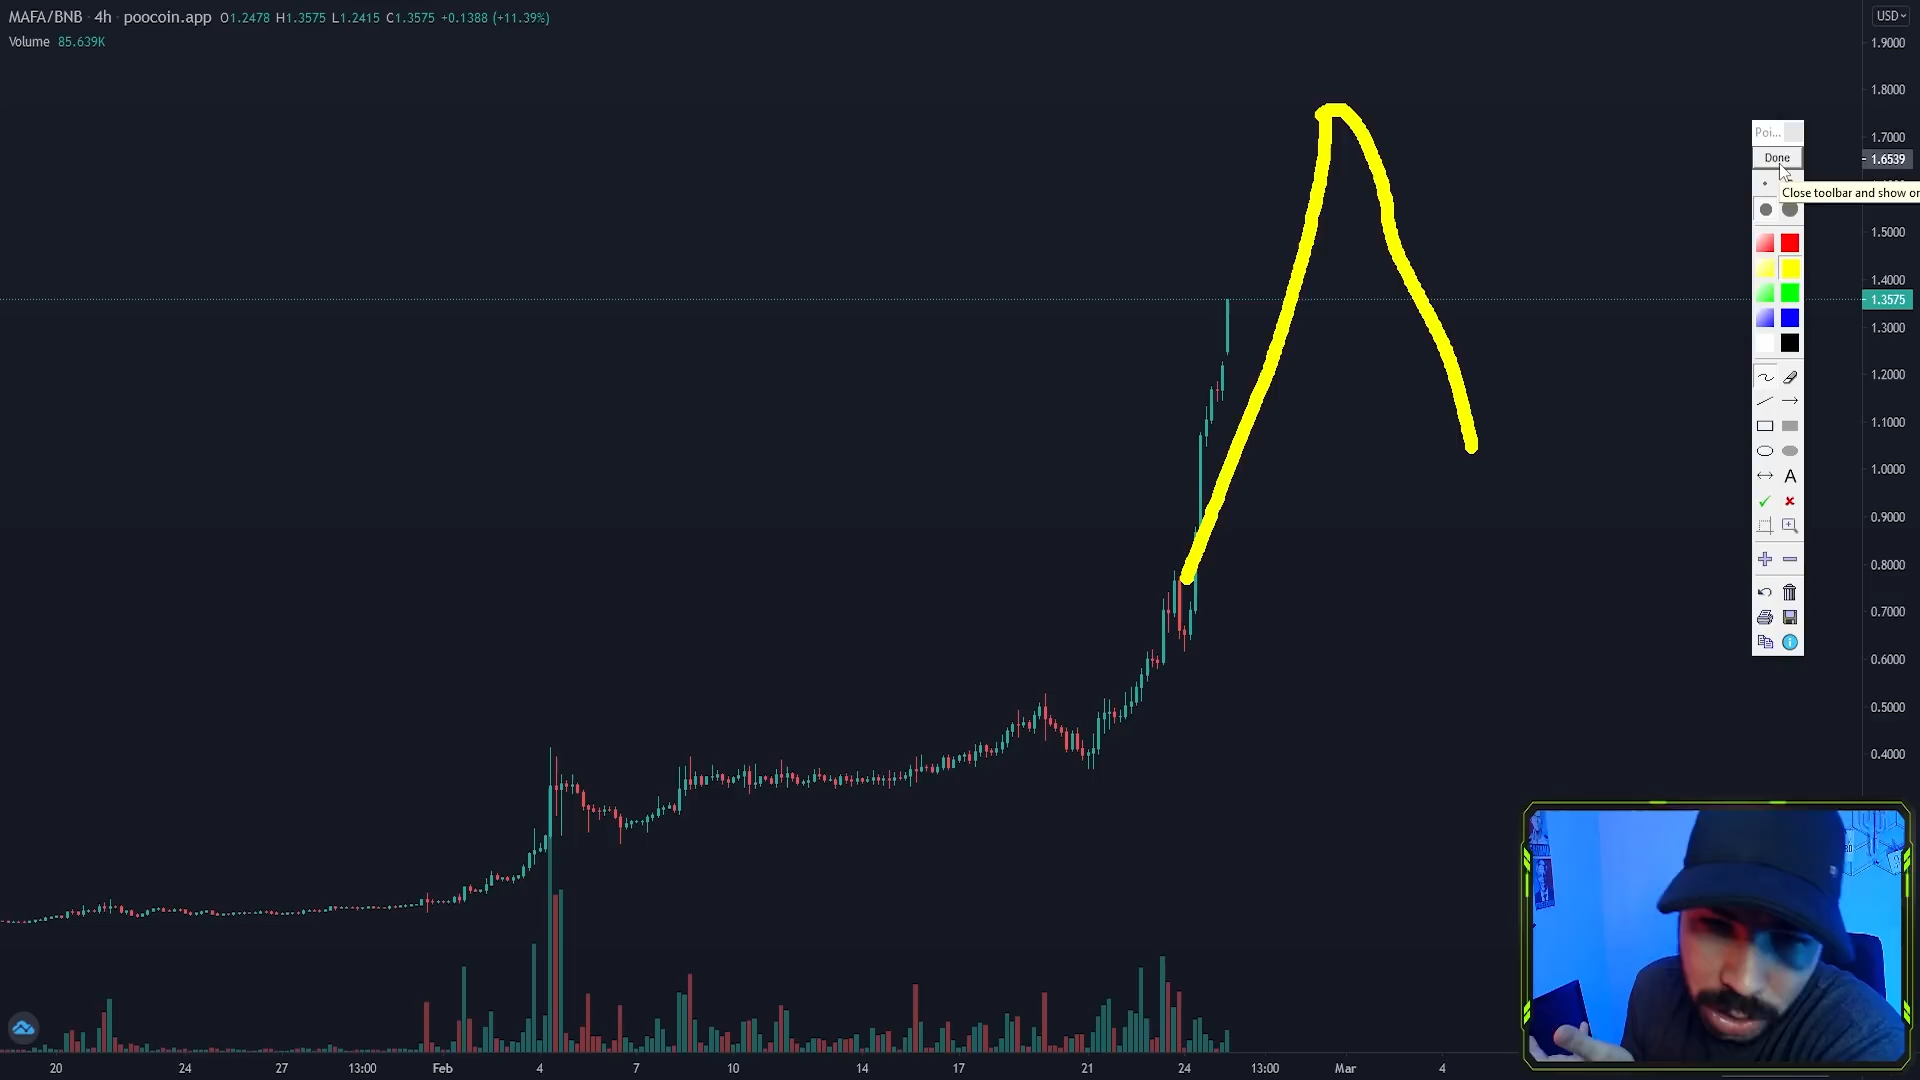 MAFA/BNB · 4h · poocoin.app O1.2478 H1.3575 L1.2415 C1.3575 +0.1388 (+11.39%)
USD
Volume 85.639K
1.9000
1.8000
1.7000
1.6539
1.5000
1.4000
1.3575
1.3000
1.2000
1.1000
1.0000
0.9000
0.8000
0.7000
0.6000
0.5000
0.4000
Poi...
Done
Close toolbar and show or
A
20 24 27 13:00 Feb 4 7 10 14 17 21 24 13:00 Mar 4